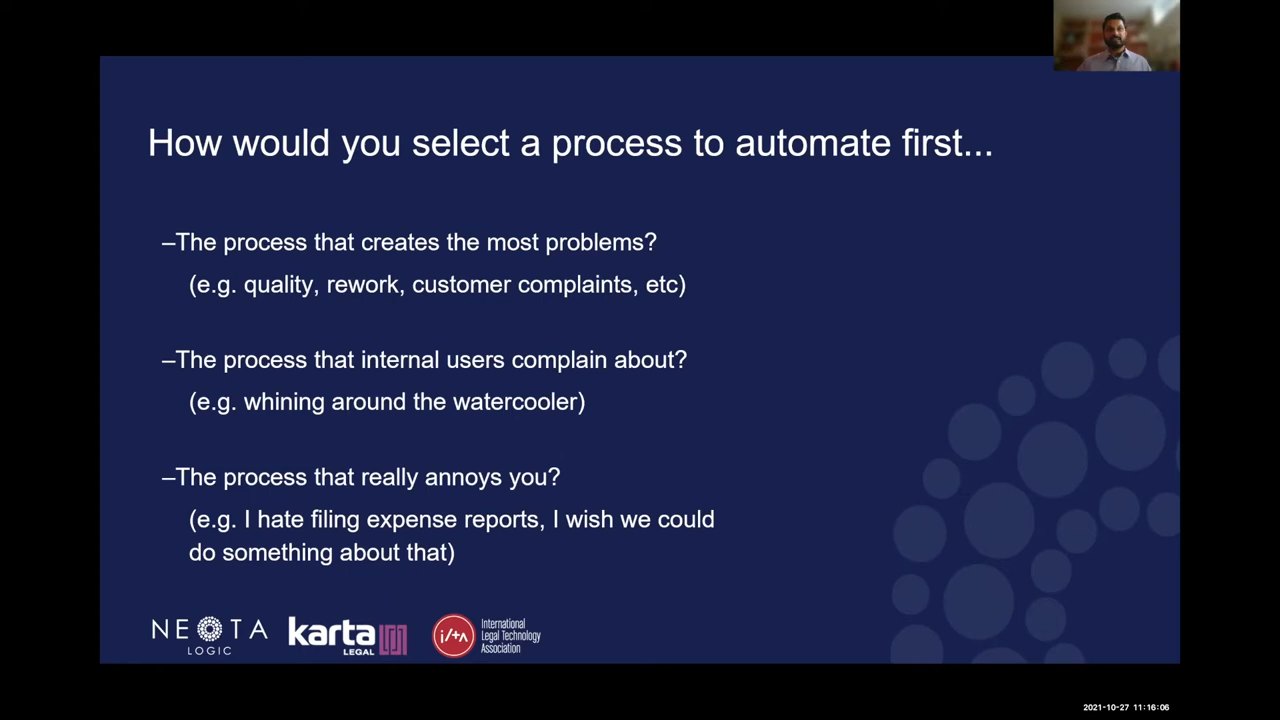 How would you select a process to automate first...
–The process that creates the most problems?
(e.g. quality, rework, customer complaints, etc)
–The process that internal users complain about?
(e.g. whining around the watercooler)
–The process that really annoys you?
(e.g. I hate filing expense reports, I wish we could
do something about that)
NEOTA
LOGIC
karta
LEGAL
ilta
International
Legal Technology
Association
2021-10-27 11:16:06